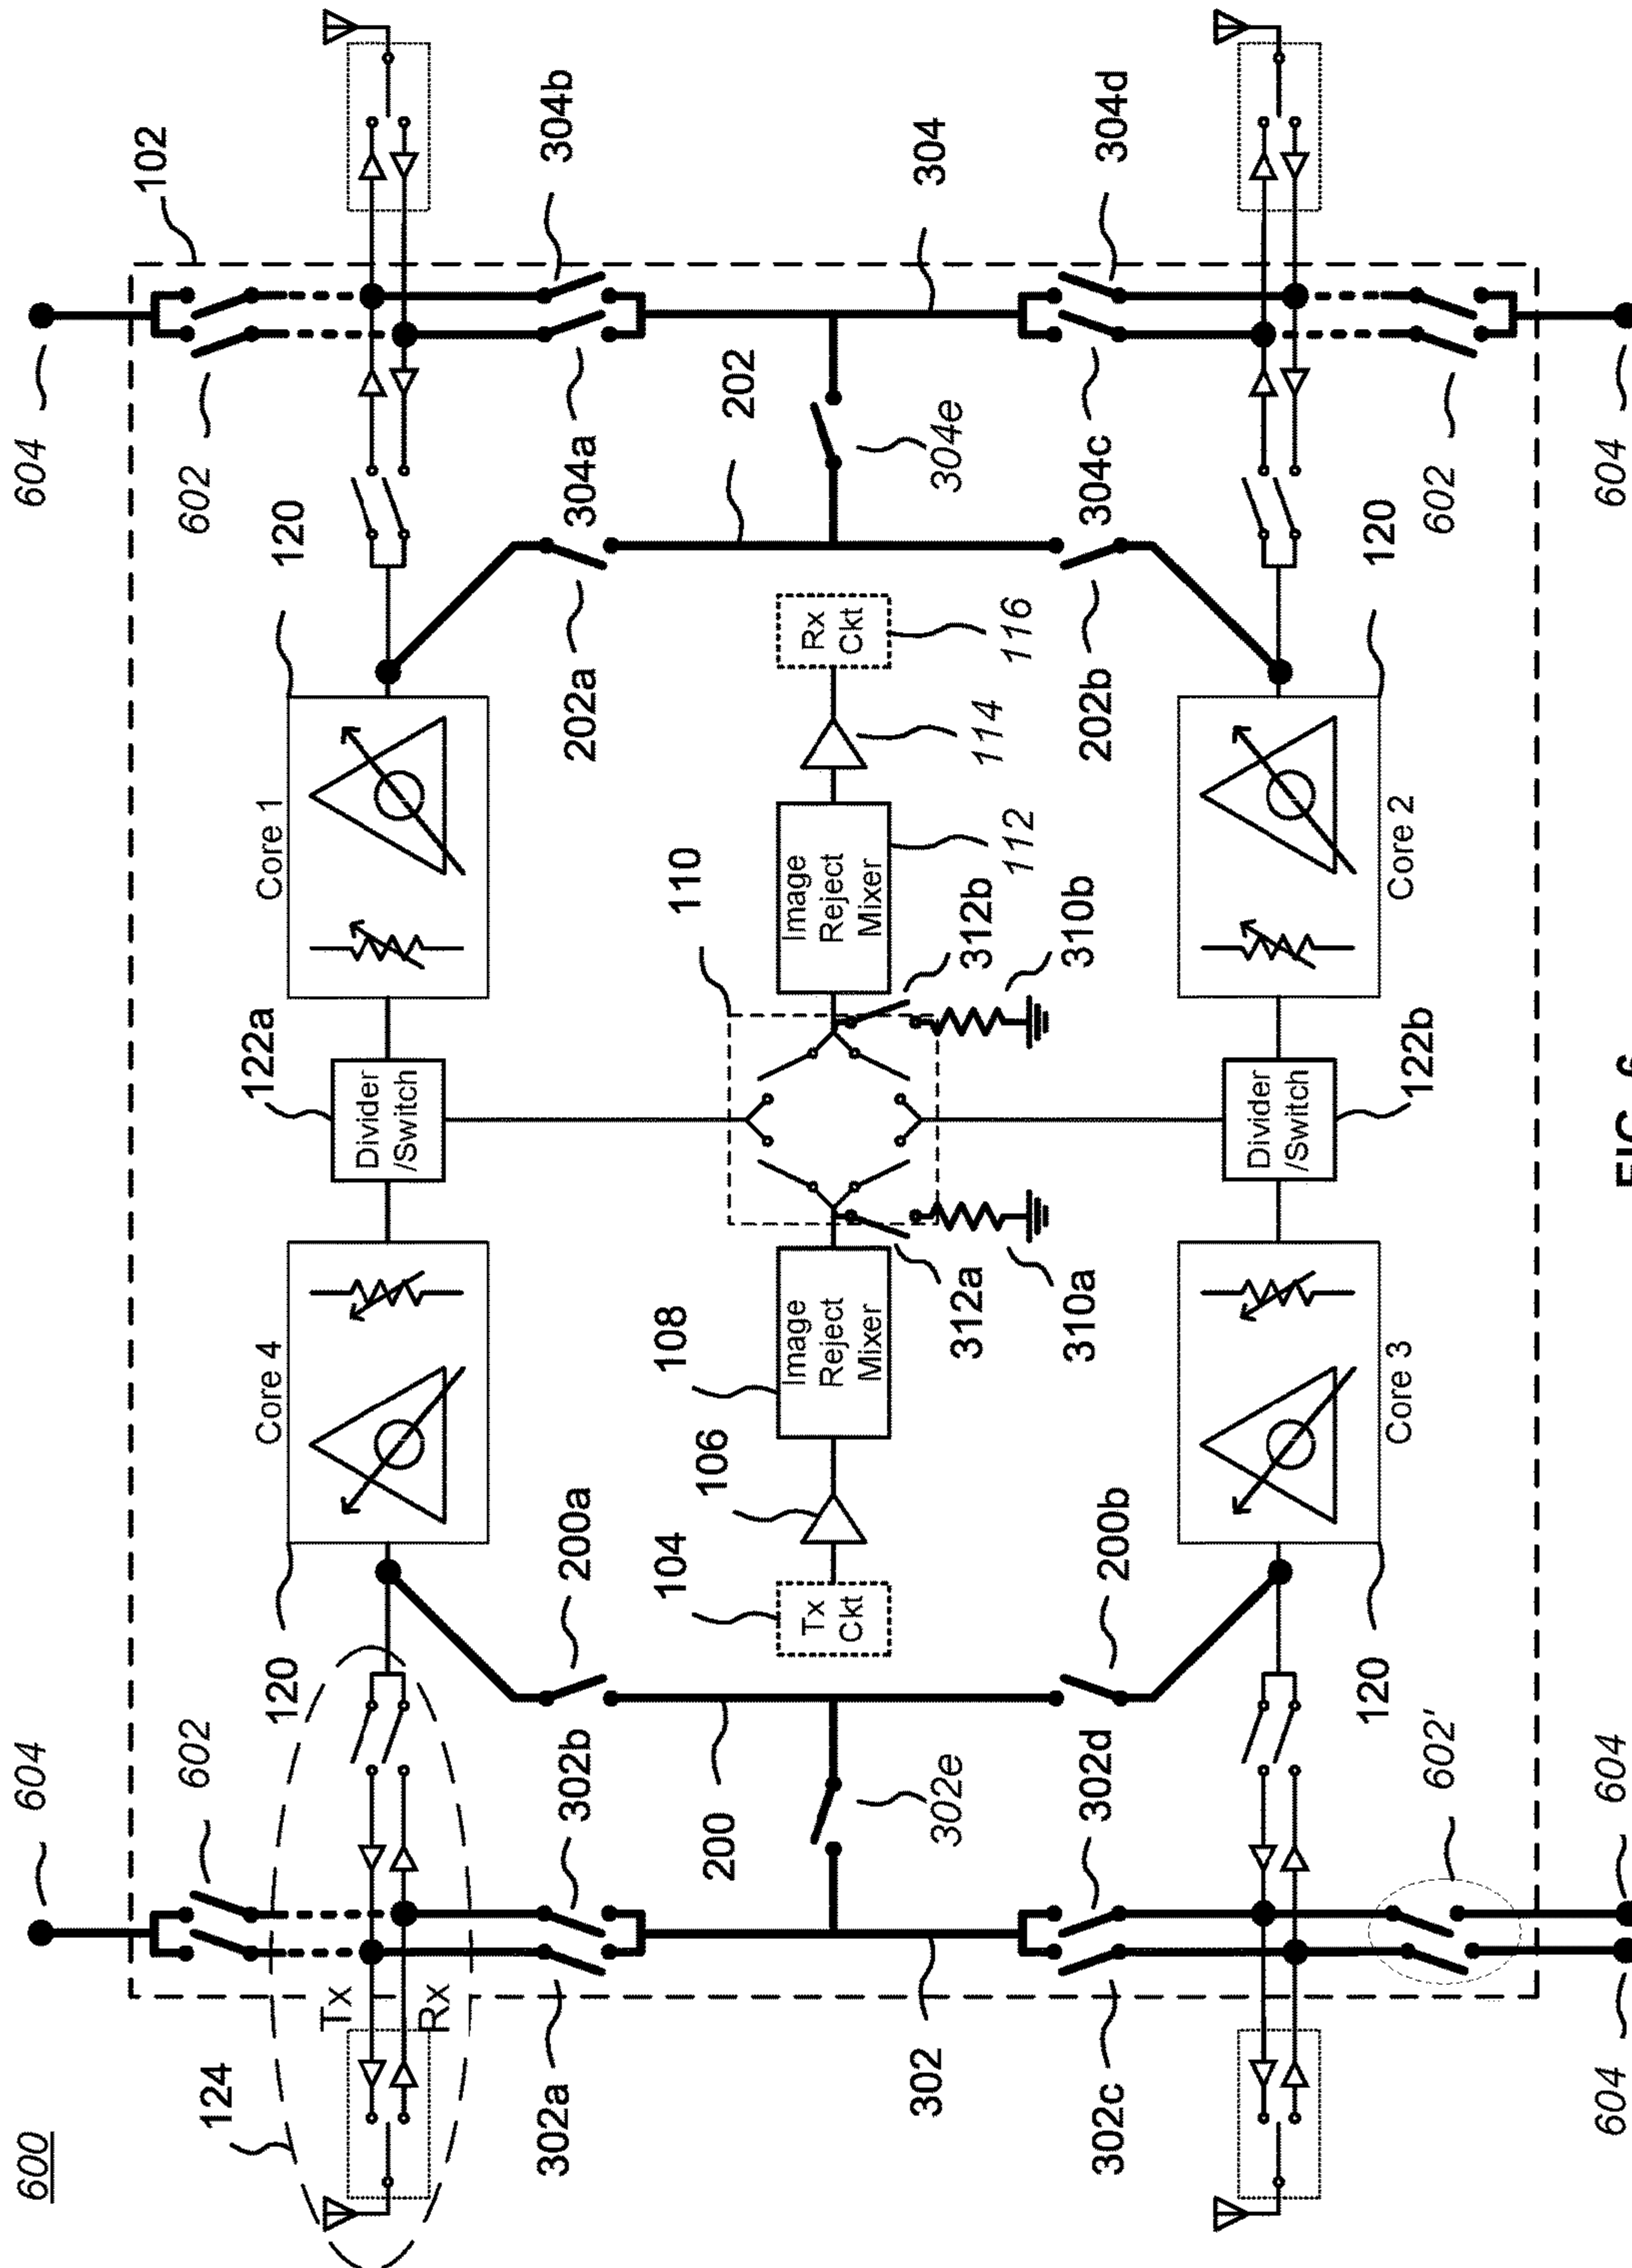 600
604
604
102
124
602
602
120
Core 4
122a
Core 1
120
Tx
Rx
Divider
/Switch
302a
302b
200a
202a
304a
304b
104
106
108
110
200
202
Tx
Ckt
Image
Reject
Mixer
Image
Reject
Mixer
Rx
Ckt
302
302e
304e
304
312a
312b
112
114
116
310a
310b
302c
302d
200b
202b
304c
304d
Divider
/Switch
120
Core 3
122b
Core 2
120
602'
602
604
604
604
FIG. 6